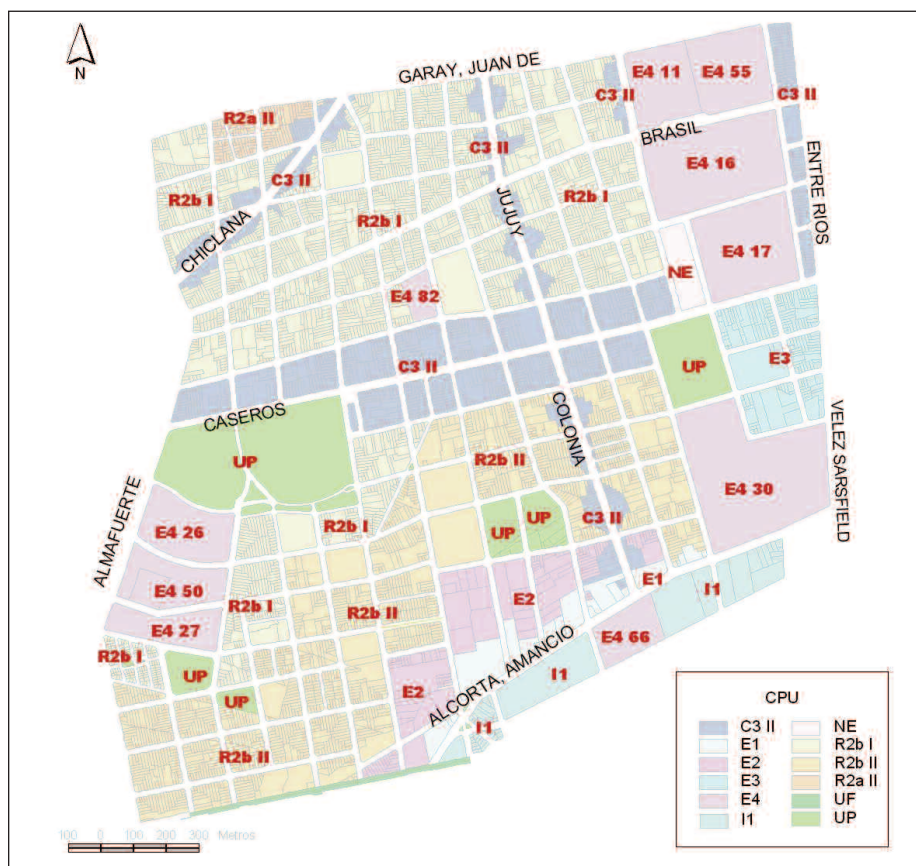 N
GARAY, JUAN DE
E4 11
E4 55
C3 II
C3 II
R2a II
BRASIL
C3 II
E4 16
ENTRE RIOS
C3 II
R2b I
JUJUY
R2b I
R2b I
CHICLANA
E4 17
NE
E4 82
C3 II
UP
E3
CASEROS
COLONIA
VELEZ SARSFIELD
UP
R2b II
E4 30
ALMAFUERTE
UP
UP
C3 II
E4 26
R2b I
E4 50
E1
I1
E2
R2b I
R2b II
E4 27
E4 66
R2b I
UP
ALCORTA, AMANCIO
I1
UP
E2
I1
R2b II
CPU
C3 II
E1
E2
E3
E4
I1
NE
R2b I
R2b II
R2a II
UF
UP
100 0 100 200 300 Metros